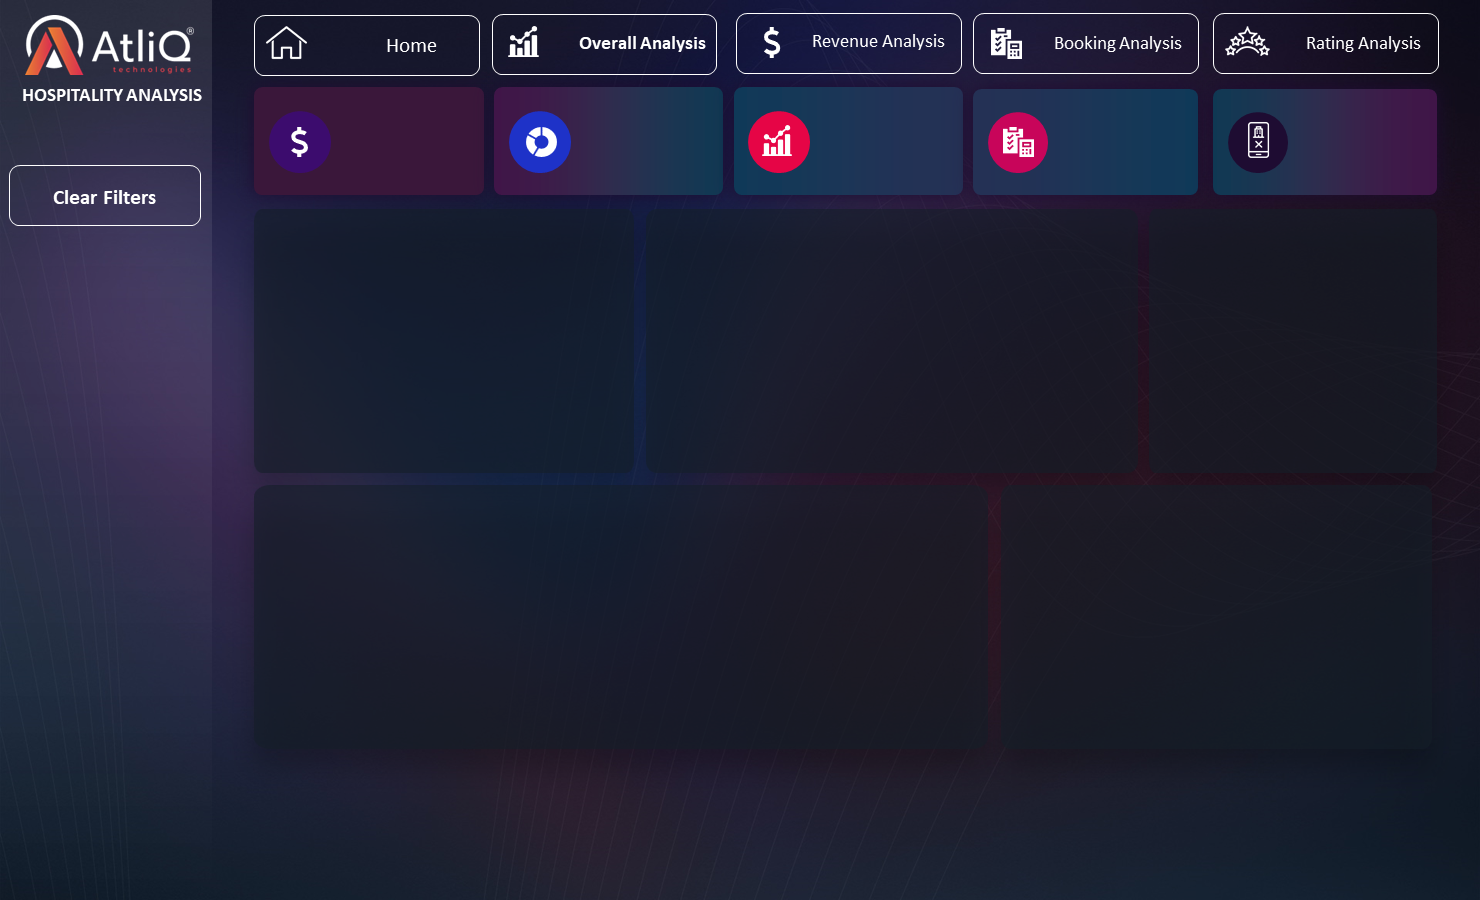 AtliQ®
technologies
HOSPITALITY ANALYSIS
Clear Filters
Home
Overall Analysis
Revenue Analysis
Booking Analysis
Rating Analysis
$
$